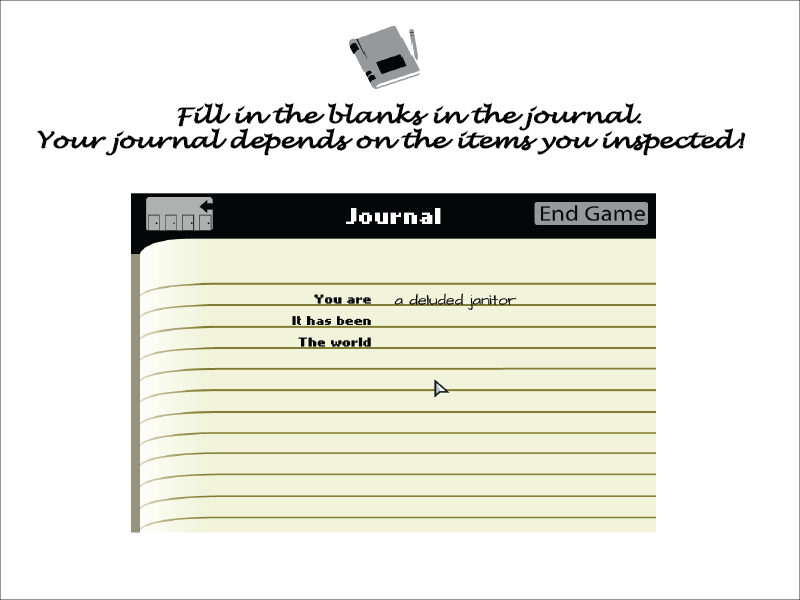 Fill in the blanks in the journal.
Your journal depends on the items you inspected!
Journal
End Game
You are a deluded janitor
It has been
The world